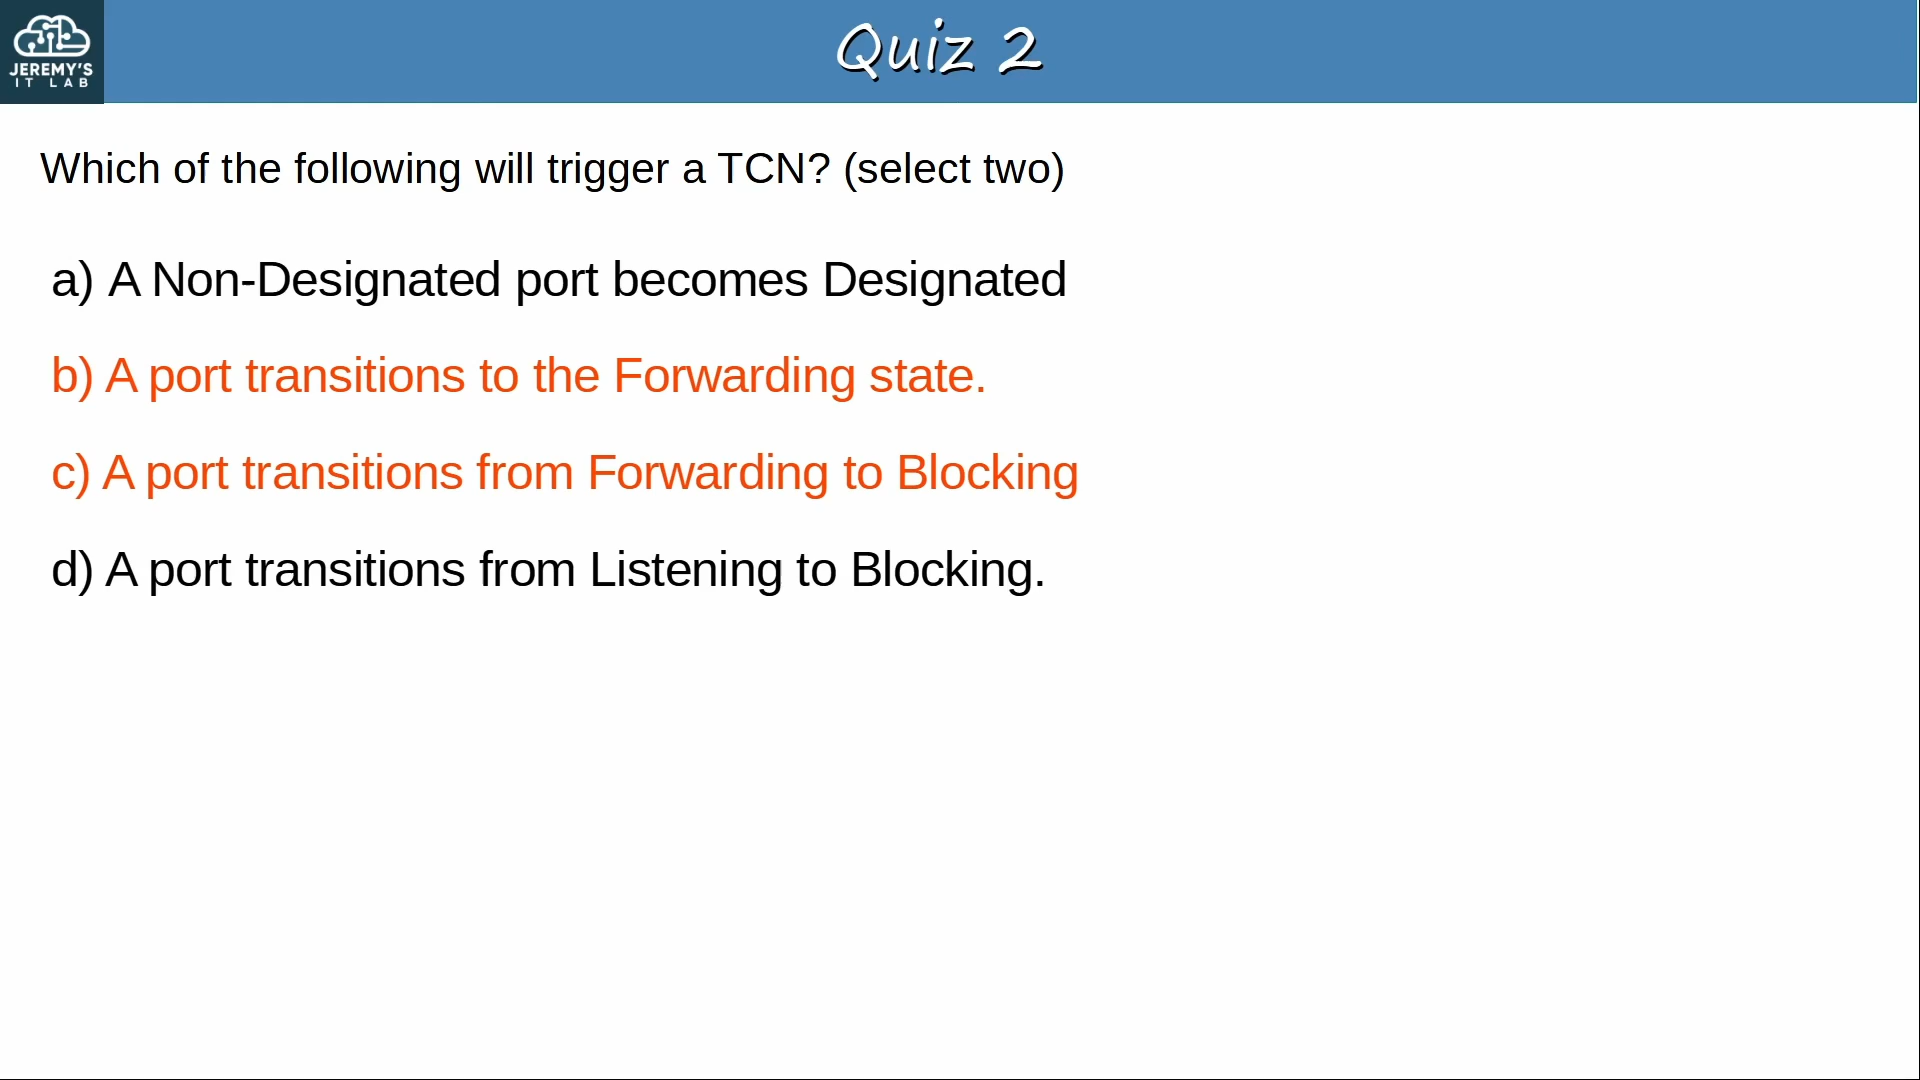 JEREMY'S
IT LAB
Quiz 2
Which of the following will trigger a TCN? (select two)
a) A Non-Designated port becomes Designated
b) A port transitions to the Forwarding state.
c) A port transitions from Forwarding to Blocking
d) A port transitions from Listening to Blocking.